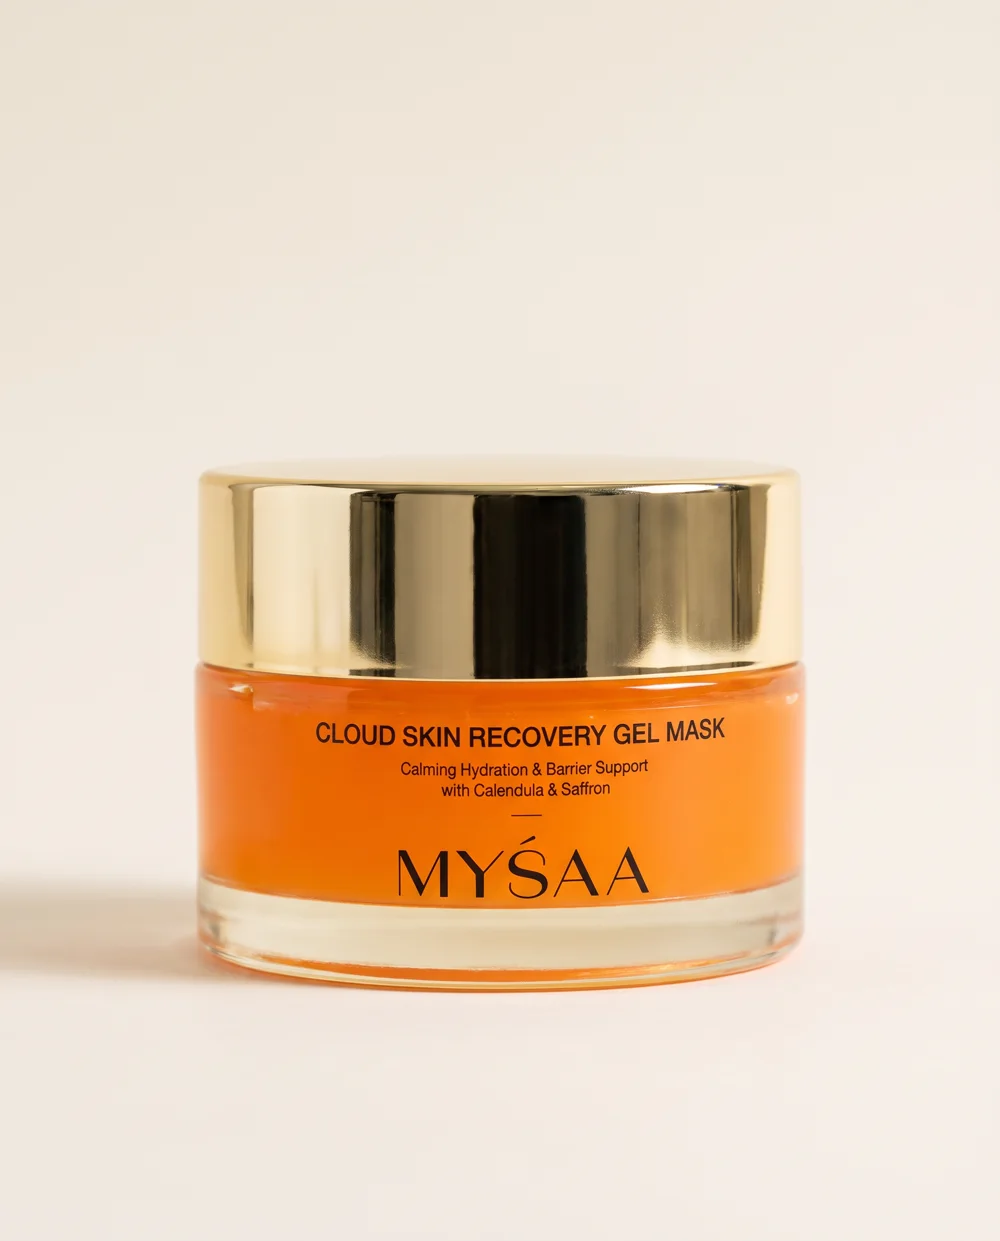 CLOUD SKIN RECOVERY GEL MASK
Calming Hydration & Barrier Support
with Calendula & Saffron
MYŚAA